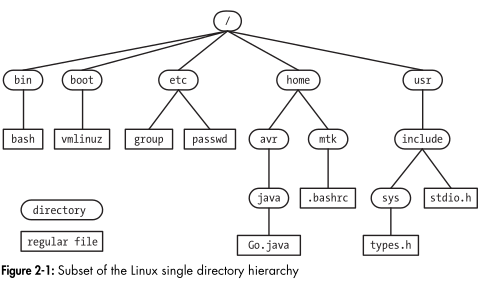 /
bin boot etc home usr
bash vmlinuz group passwd avr mtk include
java .bashrc sys stdio.h
directory
regular file Go.java types.h
Figure 2-1: Subset of the Linux single directory hierarchy